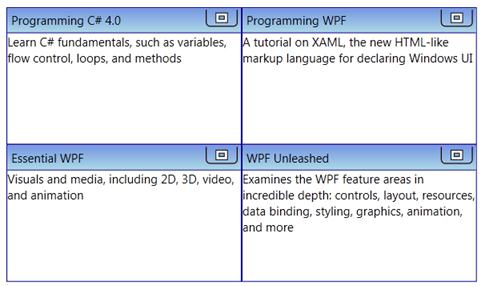 Programming C# 4.0
Learn C# fundamentals, such as variables,
flow control, loops, and methods
Programming WPF
A tutorial on XAML, the new HTML-like
markup language for declaring Windows UI
Essential WPF
Visuals and media, including 2D, 3D, video,
and animation
WPF Unleashed
Examines the WPF feature areas in
incredible depth: controls, layout, resources,
data binding, styling, graphics, animation,
and more